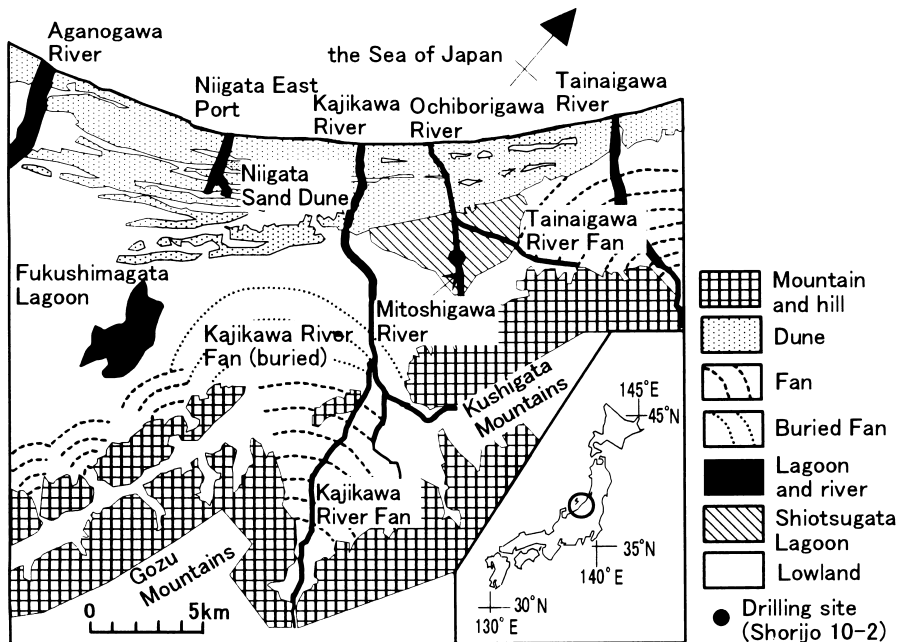 Aganogawa
River
the Sea of Japan
Niigata East
Port
Kajikawa
River
Ochiborigawa
River
Tainaigawa
River
Niigata
Sand Dune
Tainaigawa
River Fan
Fukushimagata
Lagoon
Mitoshigawa
River
Kajikawa River
Fan (buried)
Kushigata
Mountains
Kajikawa
River Fan
Gozu
Mountains
0 5km
145°E
45°N
35°N
140°E
30°N
130°E
Mountain
and hill
Dune
Fan
Buried Fan
Lagoon
and river
Shiotsugata
Lagoon
Lowland
Drilling site
(Shorijo 10-2)